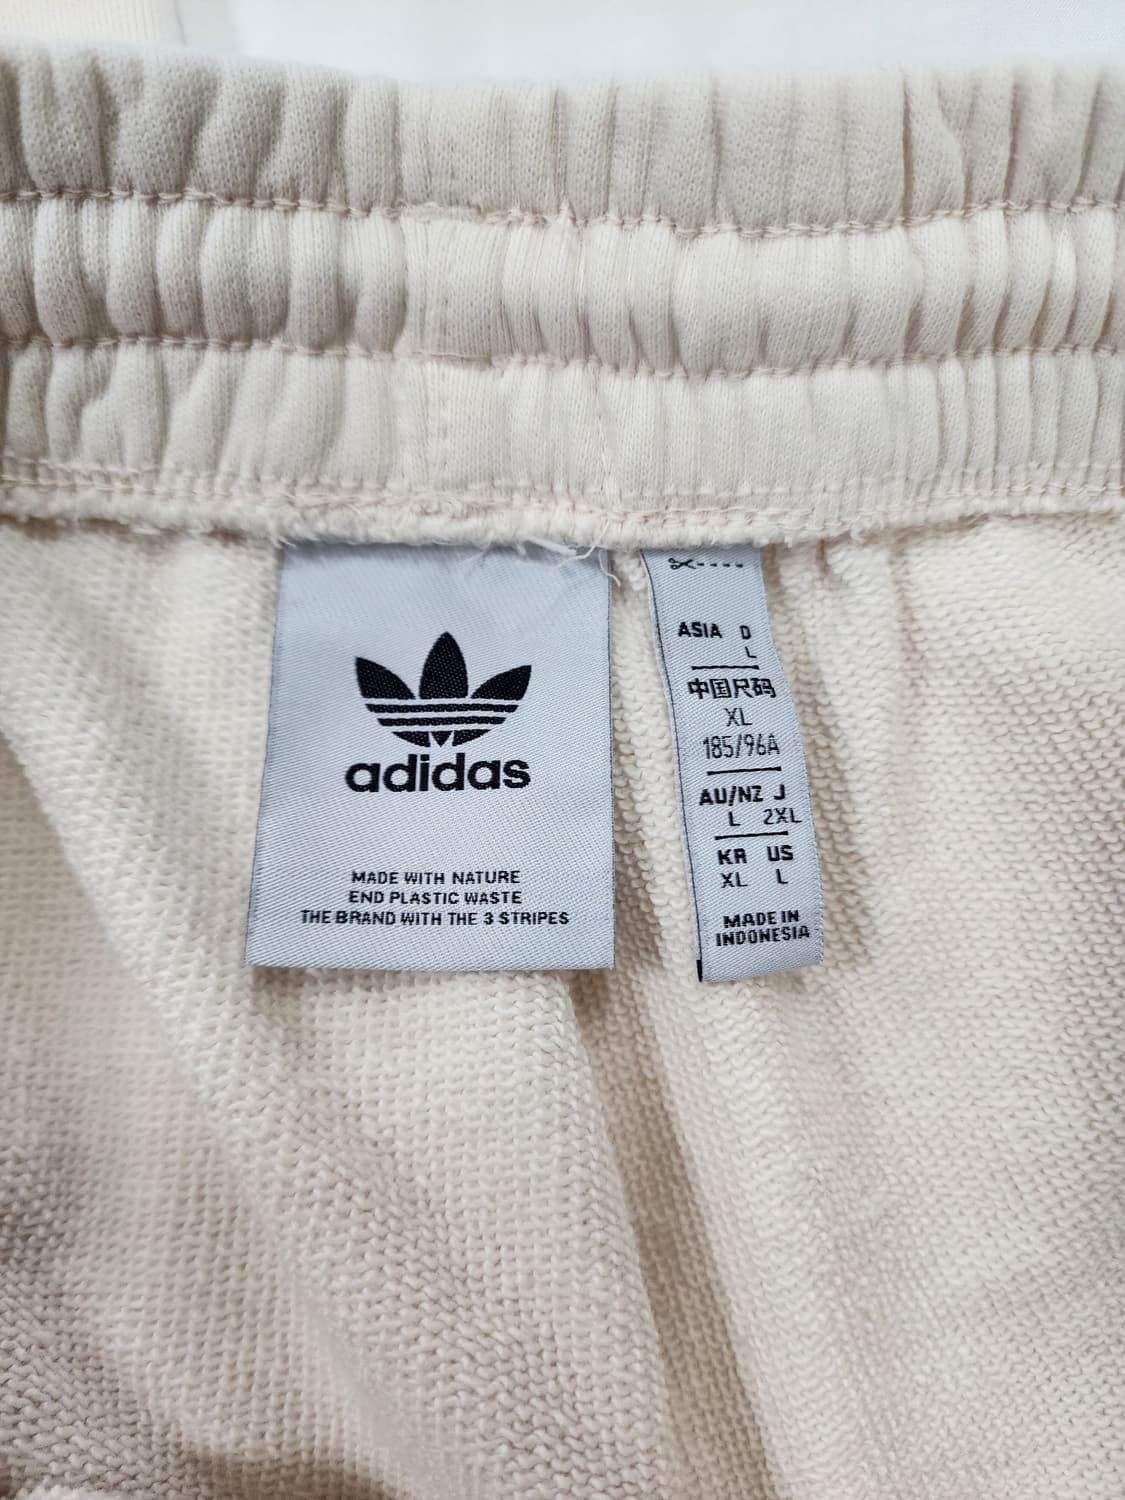 adidas
MADE WITH NATURE
END PLASTIC WASTE
THE BRAND WITH THE 3 STRIPES
ASIA D
L
中国尺码
XL
185/96A
AU/NZ J
L 2XL
KR US
XL L
MADE IN
INDONESIA